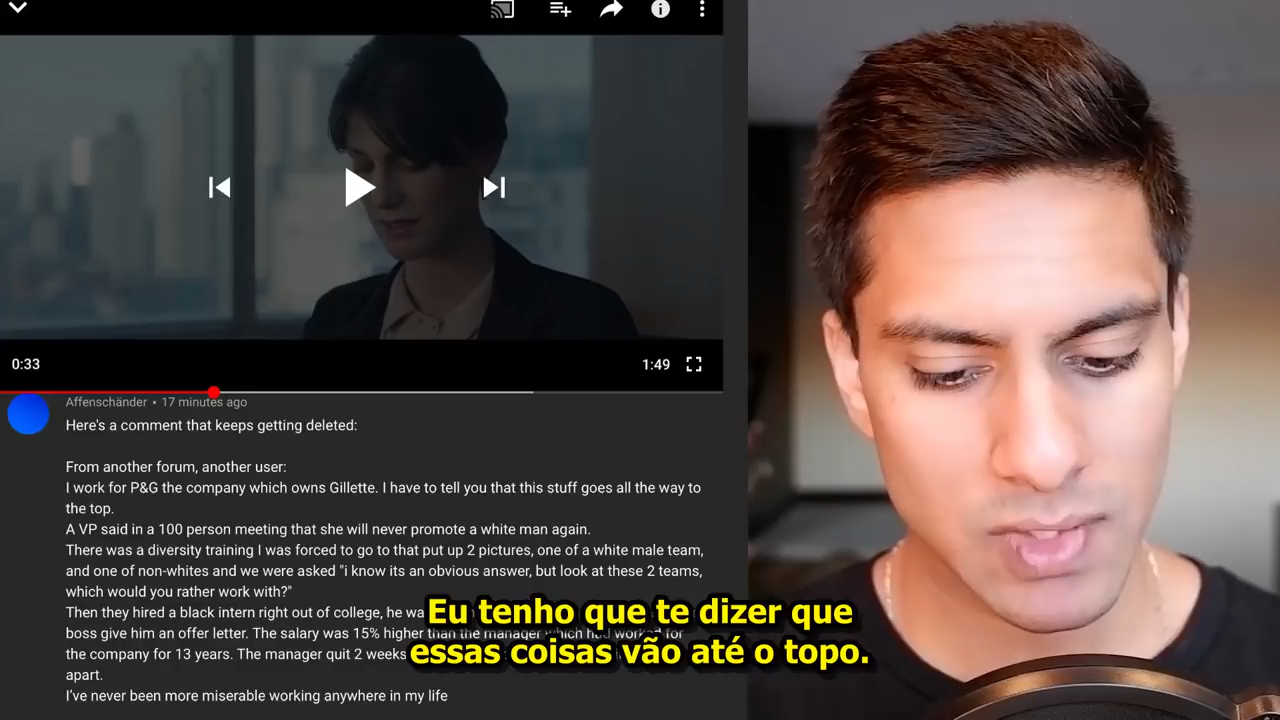 0:33
1:49
Affenschänder • 17 minutes ago
Here's a comment that keeps getting deleted:
From another forum, another user:
I work for P&G the company which owns Gillette. I have to tell you that this stuff goes all the way to
the top.
A VP said in a 100 person meeting that she will never promote a white man again.
There was a diversity training I was forced to go to that put up 2 pictures, one of a white male team,
and one of non-whites and we were asked "i know its an obvious answer, but look at these 2 teams,
which would you rather work with?"
Then they hired a black intern right out of college, he
boss give him an offer letter. The salary was 15% higher than the manager which had worked for
the company for 13 years. The manager quit 2 weeks
apart.
I've never been more miserable working anywhere in my life
Eu tenho que te dizer que
essas coisas vão até o topo.